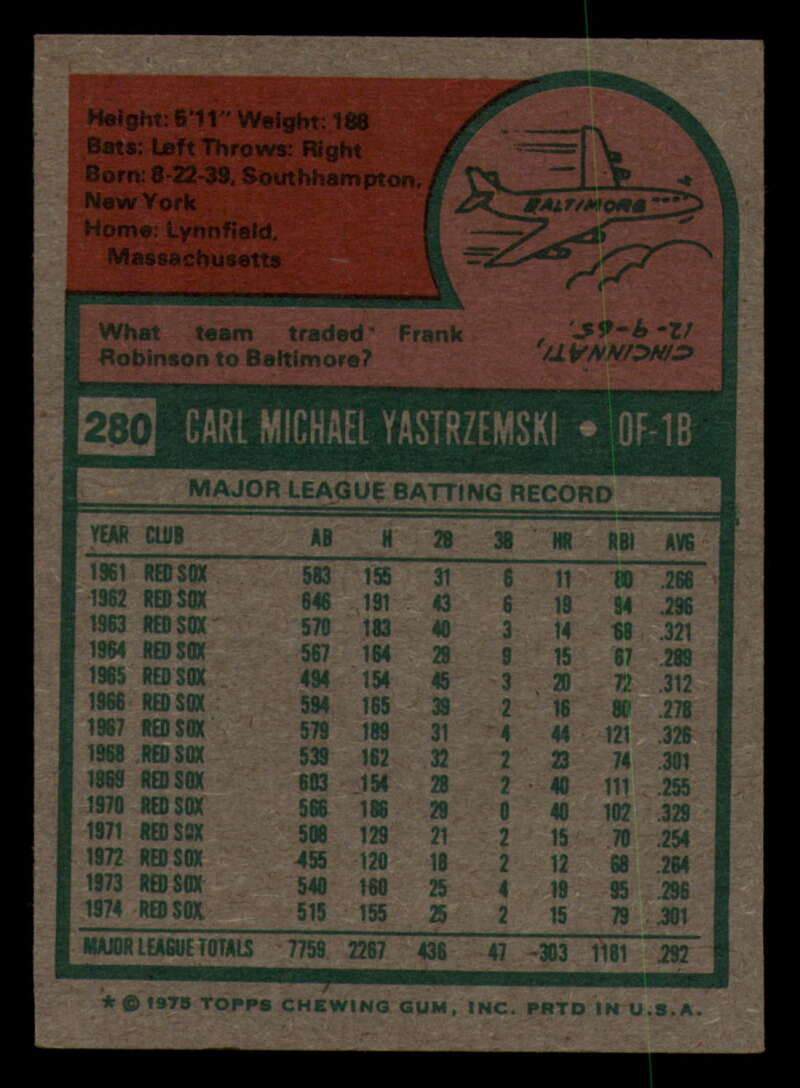 Height: 5'11" Weight: 188
Bats: Left Throws: Right
Born: 8-22-39, Southhampton,
New York
Home: Lynnfield,
Massachusetts
BALTIMORE
What team traded Frank
Robinson to Baltimore?
CINCINNATI,
12-9-65.
280 CARL MICHAEL YASTRZEMSKI • OF-1B
MAJOR LEAGUE BATTING RECORD
YEAR CLUB AB H 2B 3B HR RBI AVG
1961 RED SOX 583 155 31 6 11 80 .266
1962 RED SOX 646 191 43 6 19 94 .296
1963 RED SOX 570 183 40 3 14 68 .321
1964 RED SOX 567 164 29 9 15 67 .289
1965 RED SOX 494 154 45 3 20 72 .312
1966 RED SOX 594 165 39 2 16 80 .278
1967 RED SOX 579 189 31 4 44 121 .326
1968 RED SOX 539 162 32 2 23 74 .301
1969 RED SOX 603 154 28 2 40 111 .255
1970 RED SOX 566 186 29 0 40 102 .329
1971 RED SOX 508 129 21 2 15 70 .254
1972 RED SOX 455 120 18 2 12 68 .264
1973 RED SOX 540 160 25 4 19 95 .296
1974 RED SOX 515 155 25 2 15 79 .301
MAJOR LEAGUE TOTALS 7759 2267 436 47 303 1181 .292
* © 1975 TOPPS CHEWING GUM, INC. PRTD IN U.S.A.